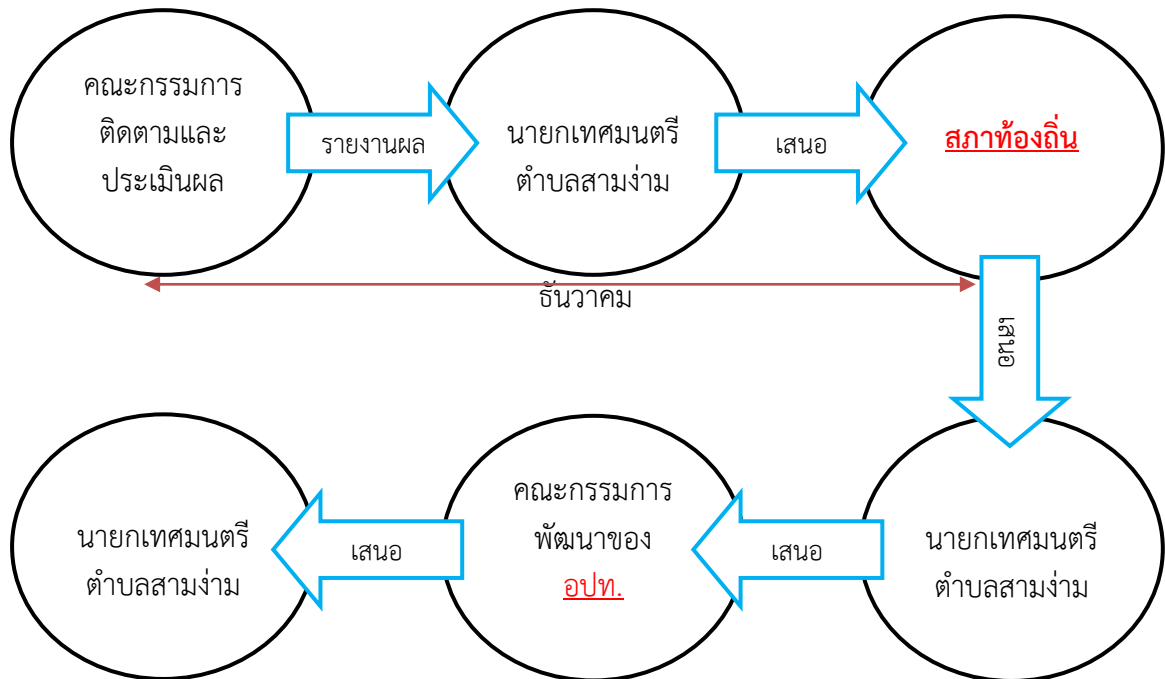 คณะกรรมการ
ติดตามและ
ประเมินผล
รายงานผล
นายกเทศมนตรี
ตำบลสามง่าม
เสนอ
สภาท้องถิ่น
ธันวาคม
เสนอ
นายกเทศมนตรี
ตำบลสามง่าม
เสนอ
คณะกรรมการ
พัฒนาของ
อปท.
เสนอ
นายกเทศมนตรี
ตำบลสามง่าม